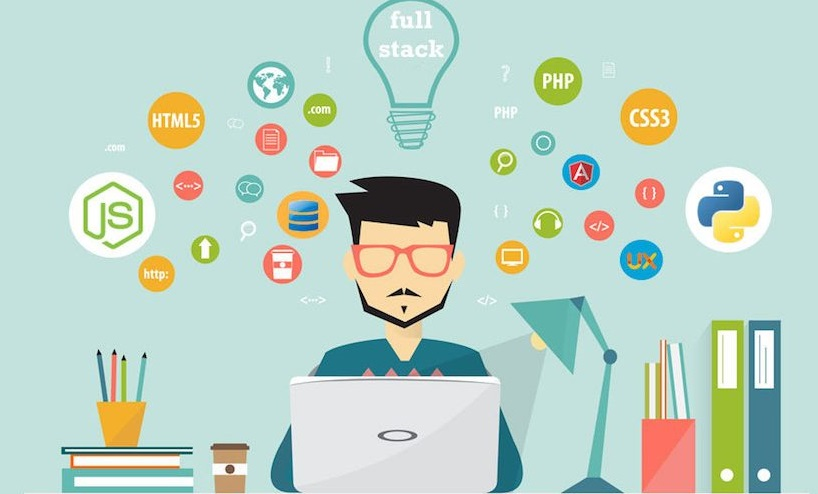 full
stack
PHP
.com
HTML5
PHP
CSS3
.com
JS
http:
UX
A